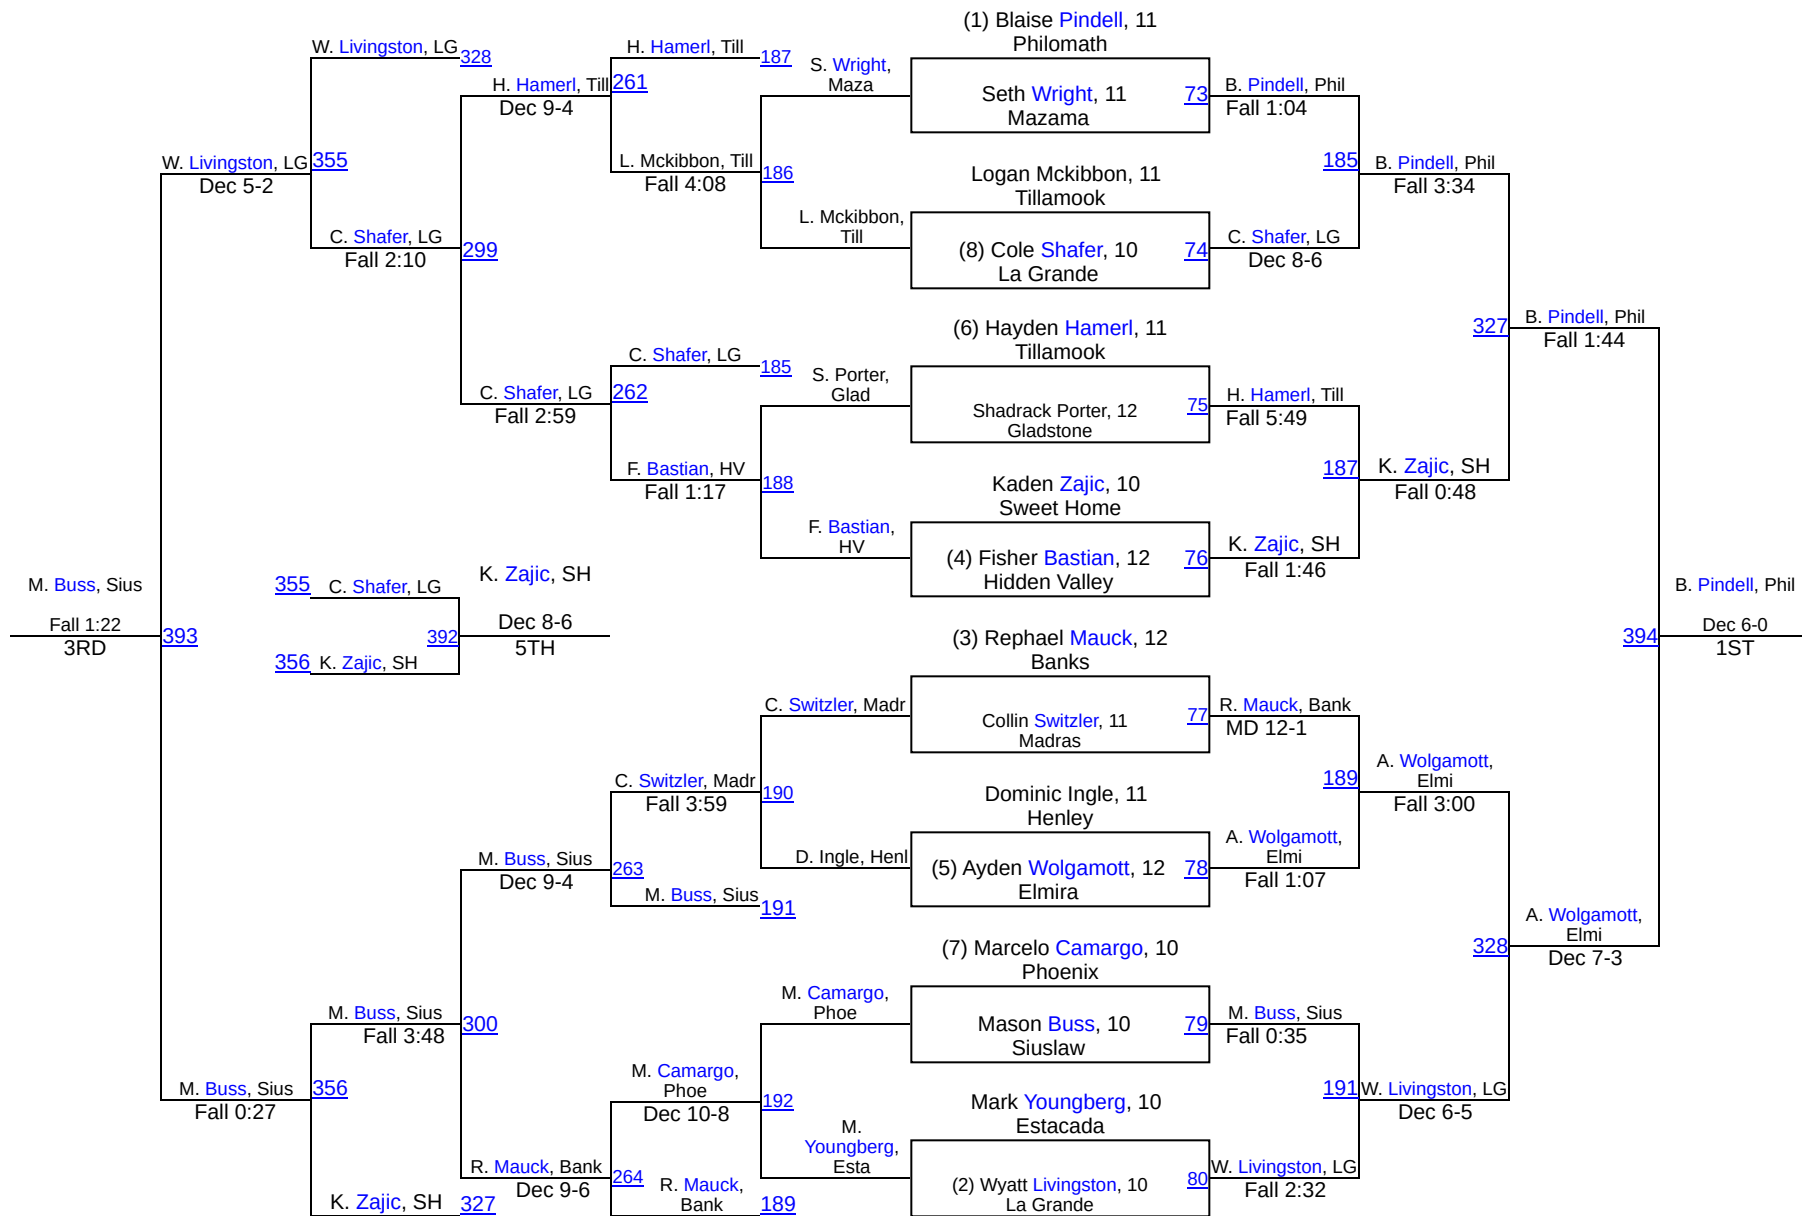 (1) Blaise Pindell, 11
Philomath
W. Livingston, LG
328
H. Hamerl, Till
187
S. Wright,
Maza
H. Hamerl, Till
261
Dec 9-4
Seth Wright, 11
Mazama
73
B. Pindell, Phil
Fall 1:04
W. Livingston, LG
355
Dec 5-2
L. Mckibbon, Till
186
Fall 4:08
Logan Mckibbon, 11
Tillamook
185
B. Pindell, Phil
Fall 3:34
L. Mckibbon,
Till
C. Shafer, LG
299
Fall 2:10
(8) Cole Shafer, 10
La Grande
74
C. Shafer, LG
Dec 8-6
(6) Hayden Hamerl, 11
Tillamook
327
B. Pindell, Phil
Fall 1:44
C. Shafer, LG
185
S. Porter,
Glad
C. Shafer, LG
262
Fall 2:59
Shadrack Porter, 12
Gladstone
75
H. Hamerl, Till
Fall 5:49
F. Bastian, HV
188
Fall 1:17
Kaden Zajic, 10
Sweet Home
187
K. Zajic, SH
Fall 0:48
F. Bastian,
HV
(4) Fisher Bastian, 12
Hidden Valley
76
K. Zajic, SH
Fall 1:46
M. Buss, Sius
355
C. Shafer, LG
K. Zajic, SH
B. Pindell, Phil
Fall 1:22
3RD
393
392
Dec 8-6
5TH
394
Dec 6-0
1ST
356
K. Zajic, SH
(3) Rephael Mauck, 12
Banks
C. Switzler, Madr
Collin Switzler, 11
Madras
77
R. Mauck, Bank
MD 12-1
C. Switzler, Madr
190
Fall 3:59
Dominic Ingle, 11
Henley
189
A. Wolgamott,
Elmi
Fall 3:00
M. Buss, Sius
263
Dec 9-4
D. Ingle, Henl
(5) Ayden Wolgamott, 12
Elmira
78
A. Wolgamott,
Elmi
Fall 1:07
M. Buss, Sius
191
(7) Marcelo Camargo, 10
Phoenix
328
A. Wolgamott,
Elmi
Dec 7-3
M. Camargo,
Phoe
M. Buss, Sius
300
Fall 3:48
Mason Buss, 10
Siuslaw
79
M. Buss, Sius
Fall 0:35
M. Buss, Sius
356
Fall 0:27
M. Camargo,
Phoe
192
Dec 10-8
Mark Youngberg, 10
Estacada
191
W. Livingston, LG
Dec 6-5
M.
Youngberg,
Esta
R. Mauck, Bank
264
Dec 9-6
(2) Wyatt Livingston, 10
La Grande
80
W. Livingston, LG
Fall 2:32
K. Zajic, SH
327
R. Mauck,
Bank
189